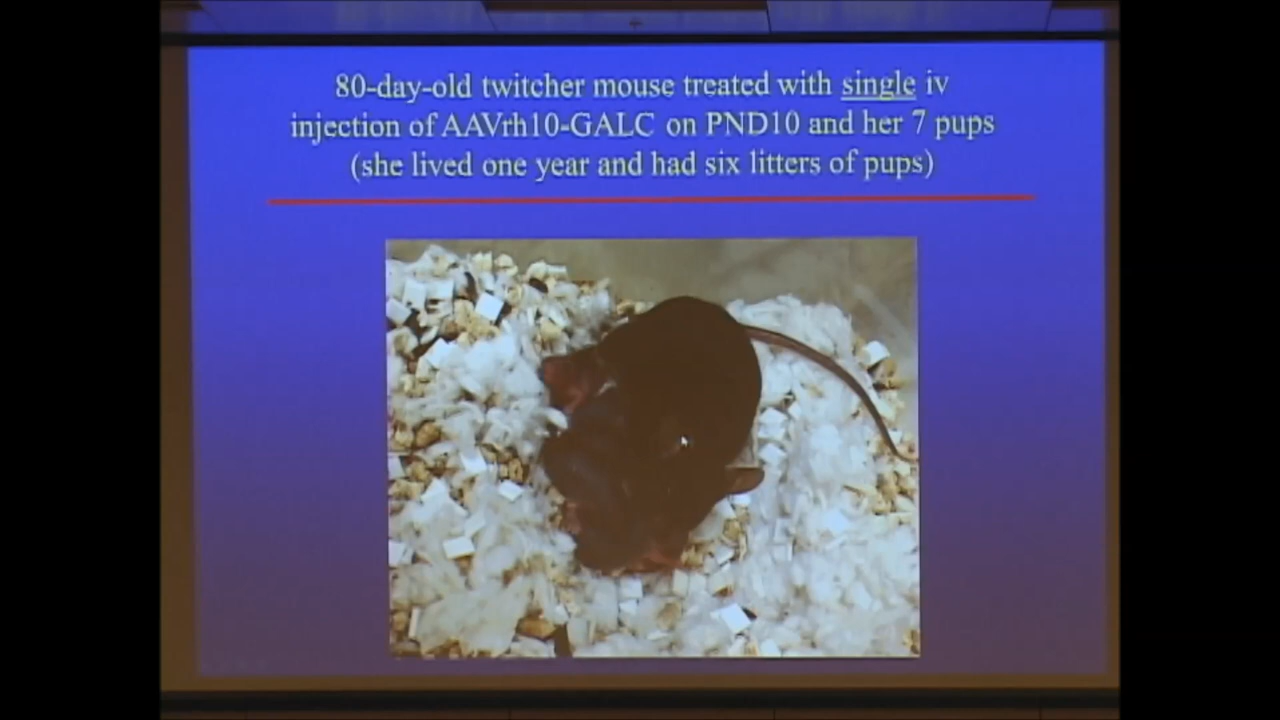 80-day-old twitcher mouse treated with single iv
injection of AAVrh10-GALC on PND10 and her 7 pups
(she lived one year and had six litters of pups)